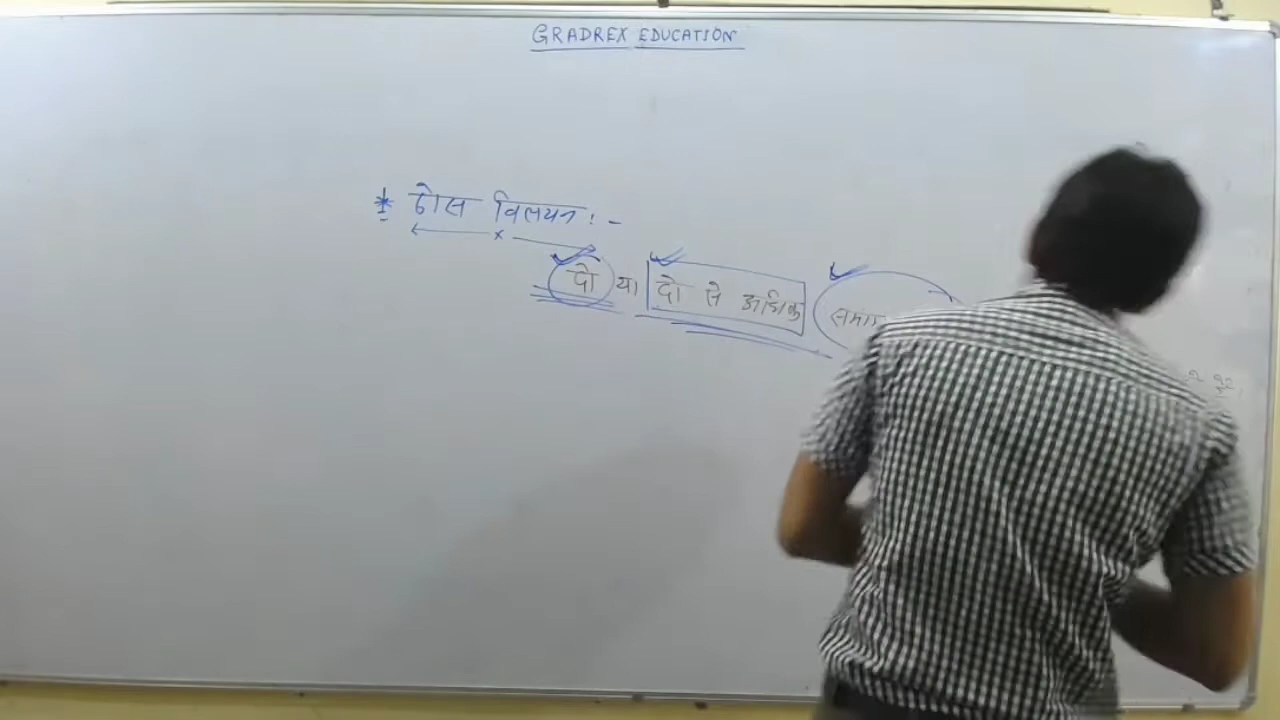 GRADREX EDUCATION
* ठोस विलयन :-
दो या दो से अधिक